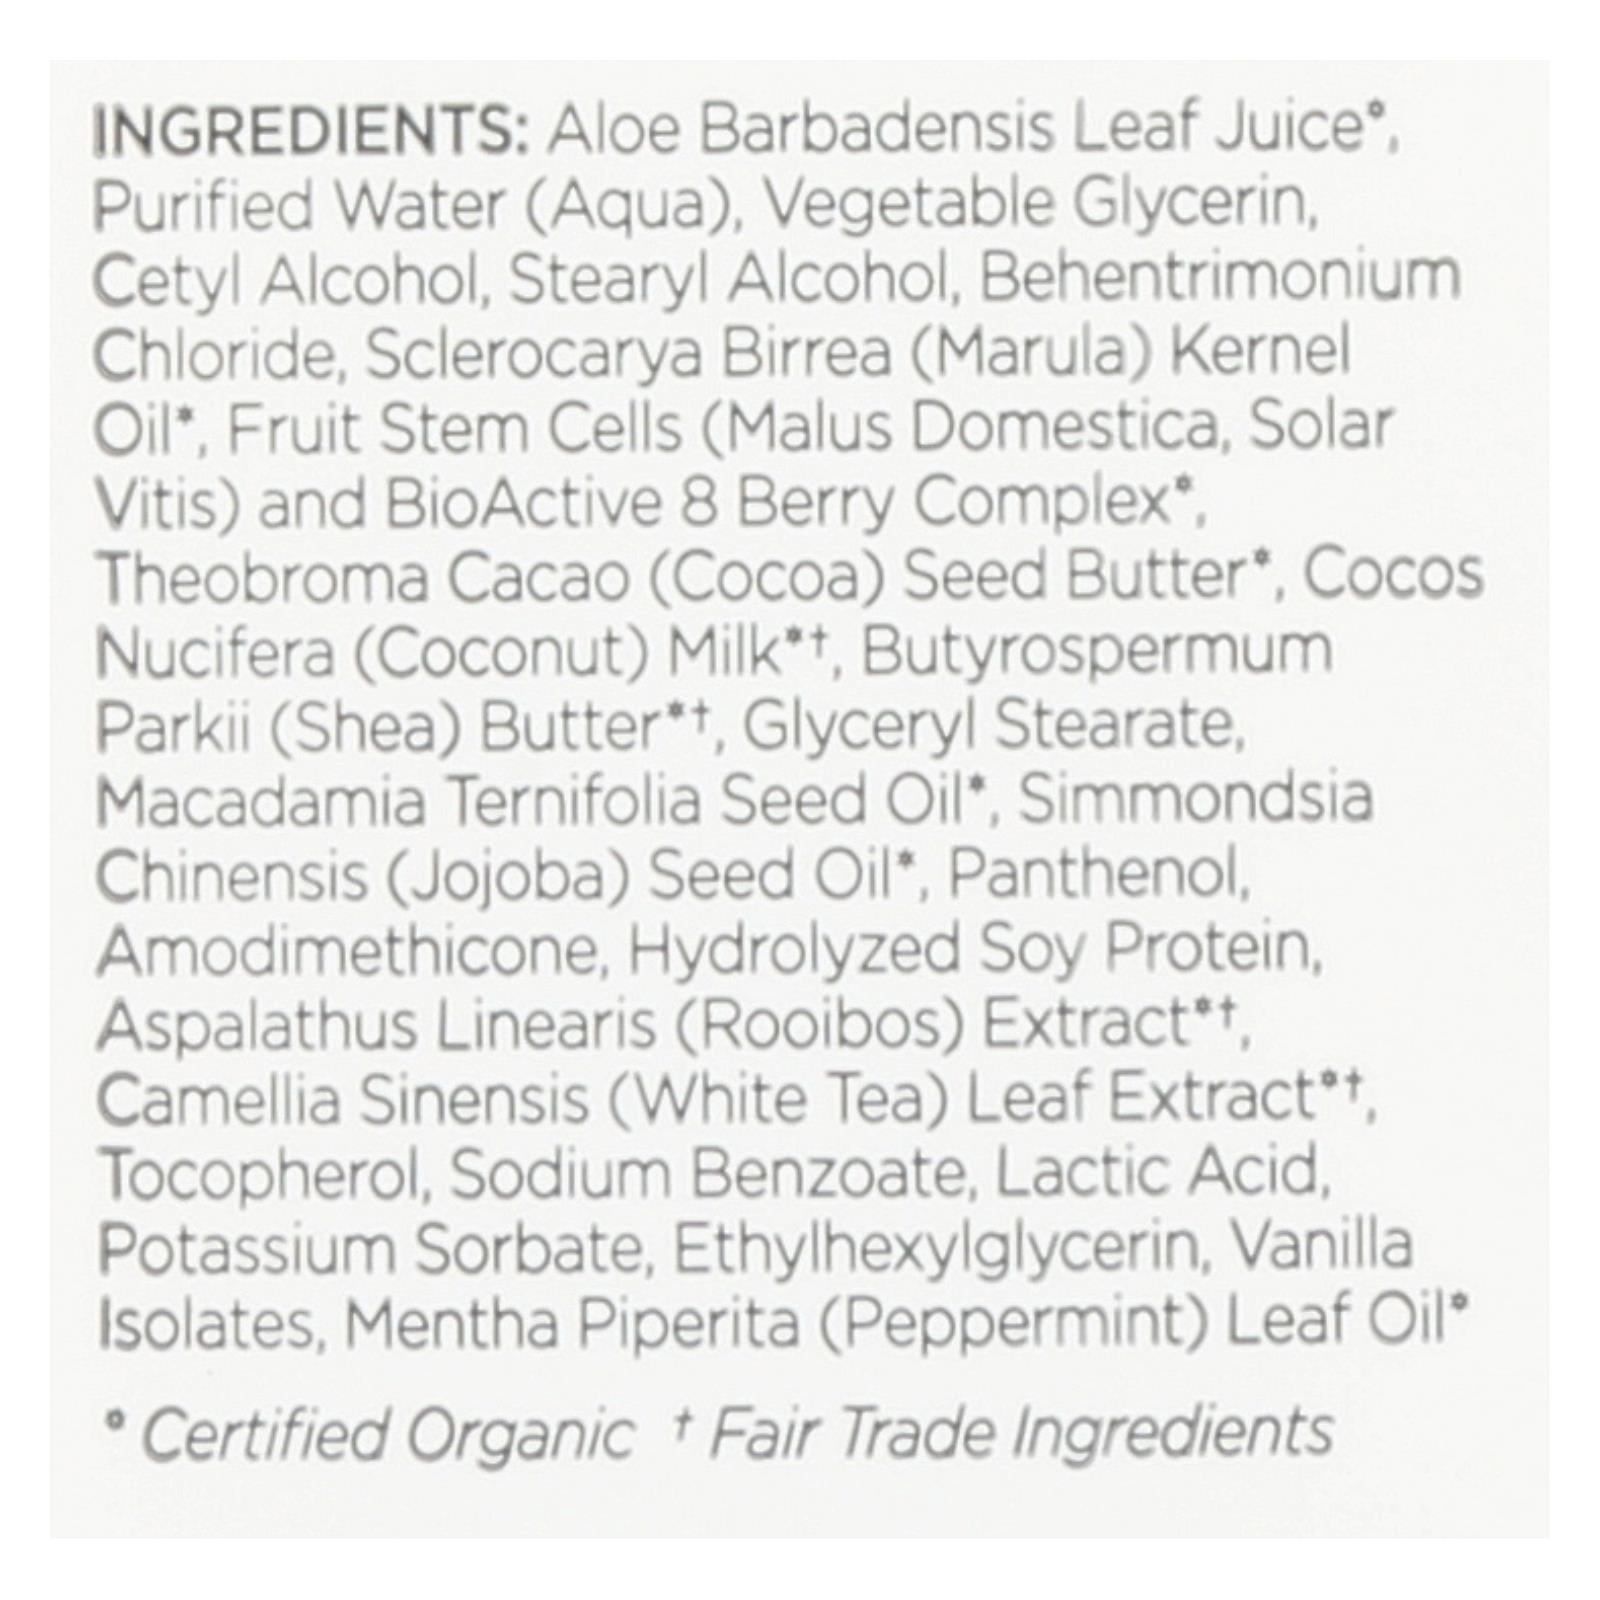 INGREDIENTS: Aloe Barbadensis Leaf Juice*,
Purified Water (Aqua), Vegetable Glycerin,
Cetyl Alcohol, Stearyl Alcohol, Behentrimonium
Chloride, Sclerocarya Birrea (Marula) Kernel
Oil*, Fruit Stem Cells (Malus Domestica, Solar
Vitis) and BioActive 8 Berry Complex*,
Theobroma Cacao (Cocoa) Seed Butter*, Cocos
Nucifera (Coconut) Milk*†, Butyrospermum
Parkii (Shea) Butter*†, Glyceryl Stearate,
Macadamia Ternifolia Seed Oil*, Simmondsia
Chinensis (Jojoba) Seed Oil*, Panthenol,
Amodimethicone, Hydrolyzed Soy Protein,
Aspalathus Linearis (Rooibos) Extract*†,
Camellia Sinensis (White Tea) Leaf Extract*†,
Tocopherol, Sodium Benzoate, Lactic Acid,
Potassium Sorbate, Ethylhexylglycerin, Vanilla
Isolates, Mentha Piperita (Peppermint) Leaf Oil*
* Certified Organic † Fair Trade Ingredients